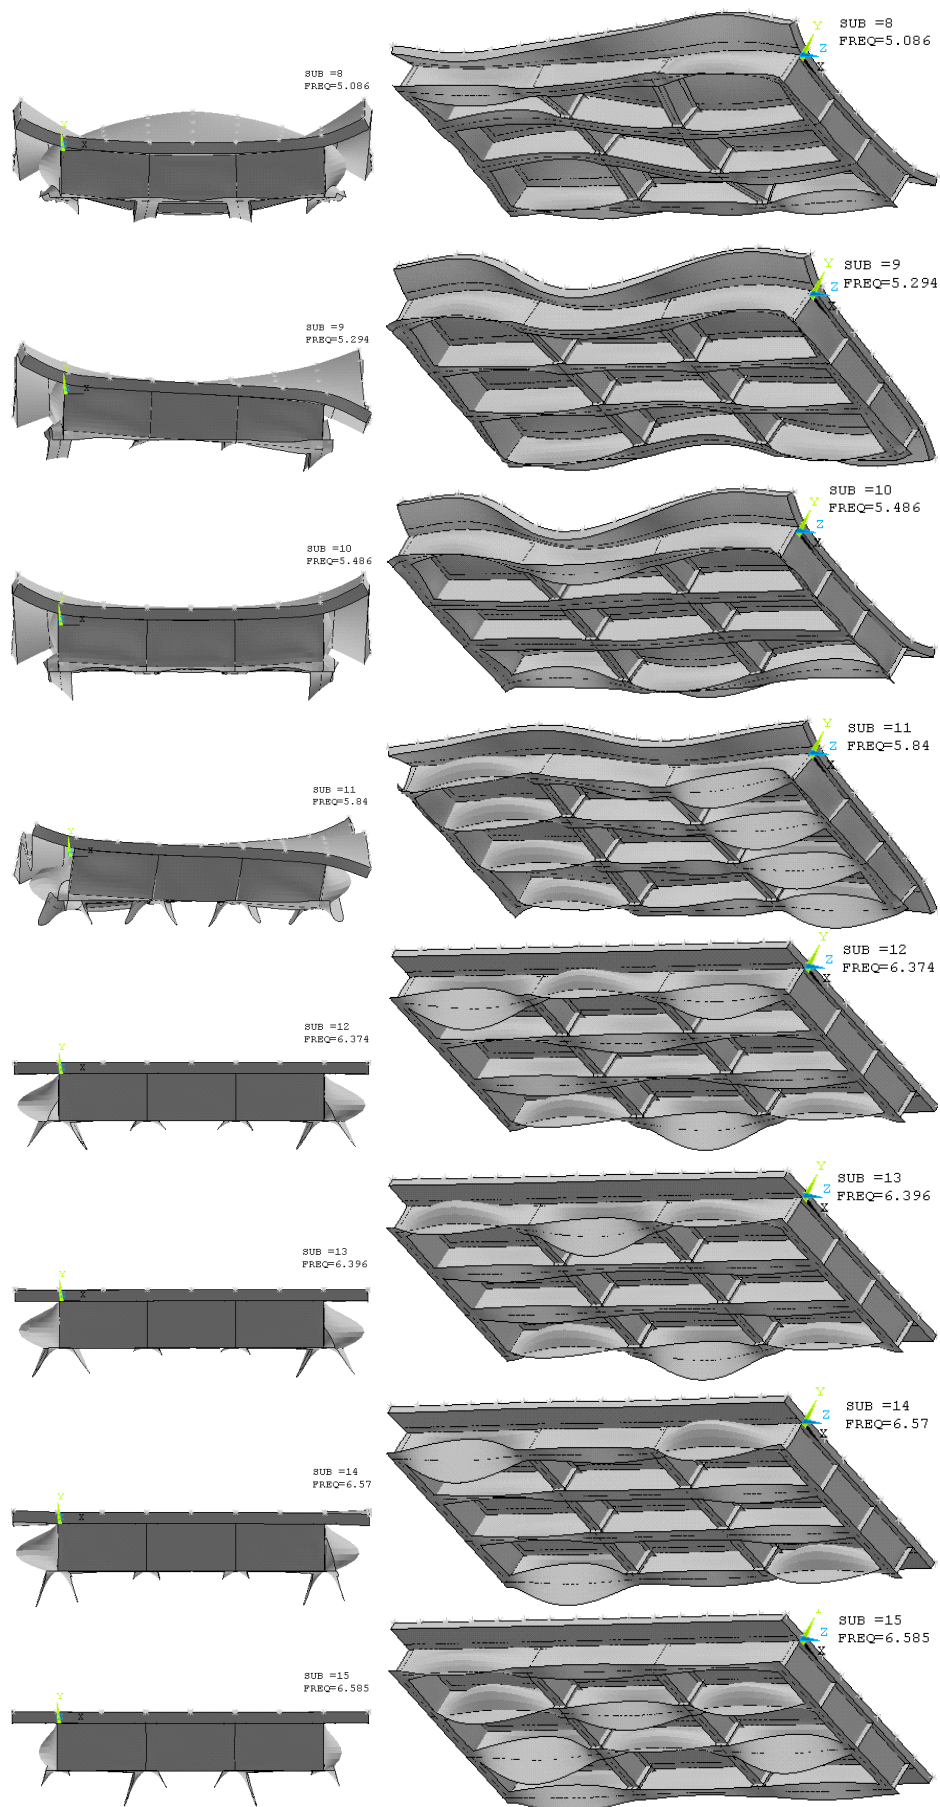 SUB =8
FREQ=5.086
Y
X
SUB =8
FREQ=5.086
Y
Z
X
SUB =9
FREQ=5.294
Y
X
SUB =9
FREQ=5.294
Y
Z
X
SUB =10
FREQ=5.486
Y
X
SUB =10
FREQ=5.486
Y
Z
X
SUB =11
FREQ=5.84
Y
X
SUB =11
FREQ=5.84
Y
Z
X
SUB =12
FREQ=6.374
Y
X
SUB =12
FREQ=6.374
Y
Z
X
SUB =13
FREQ=6.396
Y
X
SUB =13
FREQ=6.396
Y
Z
X
SUB =14
FREQ=6.57
Y
X
SUB =14
FREQ=6.57
Y
Z
X
SUB =15
FREQ=6.585
Y
X
SUB =15
FREQ=6.585
Y
Z
X